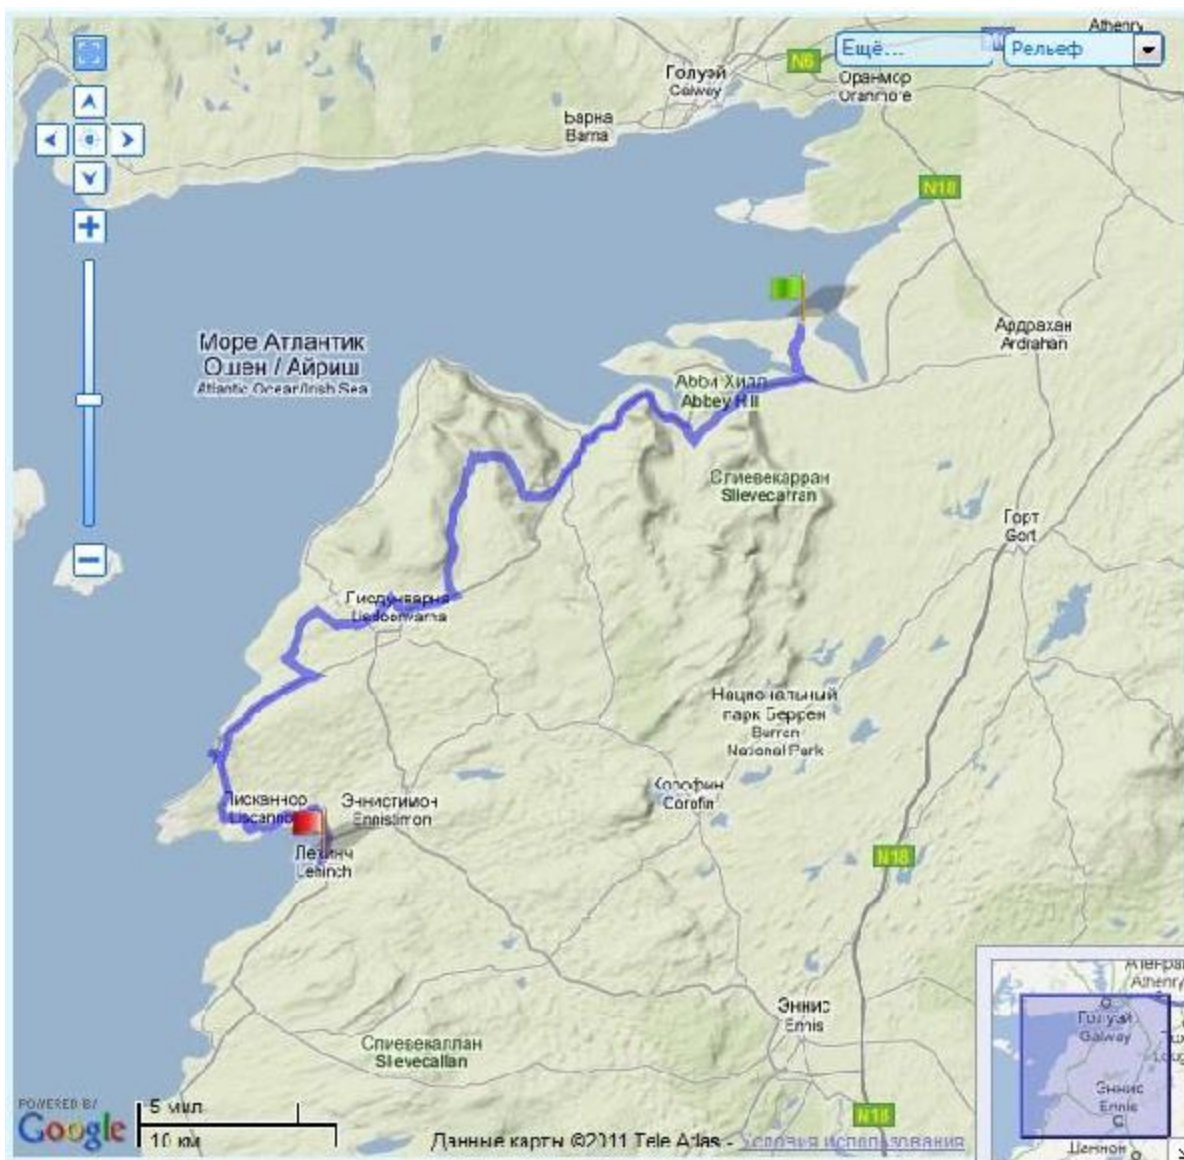 Athenry
Ещё...
Рельеф
N6
Голуэй
Galway
Оранмор
Oranmore
Барна
Barna
N18
Море Атлантик
Ошен / Айриш
Atlantic Ocean/Irish Sea
Ардрахан
Ardrahan
Абби Хилл
Abbey Hill
Слиевекарран
Slievecarran
Горт
Gort
Лисдунварна
Lisdoonvarna
Национальный
парк Беррен
Burren
National Park
Корофин
Corofin
Лисканнор
Liscannor
Эннистимон
Ennistimon
Лехинч
Lehinch
N18
Эннис
Ennis
Слиевекаллан
Slievecallan
Athenry
Голуэй
Galway
Эннис
Ennis
Шаннон
POWERED BY
Google
5 мил
10 км
N18
Данные карты ©2011 Tele Atlas - Условия использования